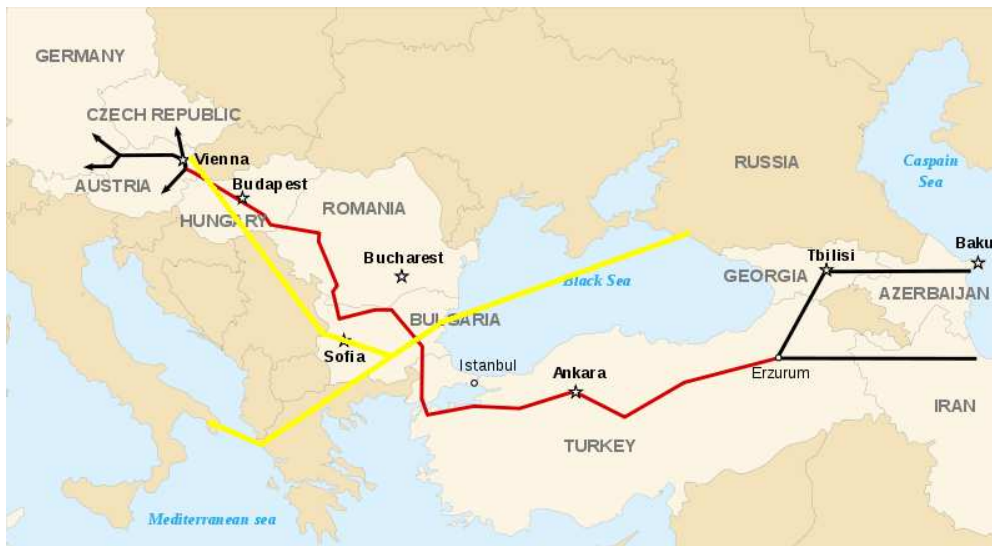 GERMANY
CZECH REPUBLIC
Vienna
AUSTRIA
Budapest
HUNGARY
ROMANIA
Bucharest
RUSSIA
Caspain
Sea
Baku
Tbilisi
GEORGIA
AZERBAIJAN
Black Sea
BULGARIA
Sofia
Istanbul
Ankara
Erzurum
IRAN
TURKEY
Mediterranean sea